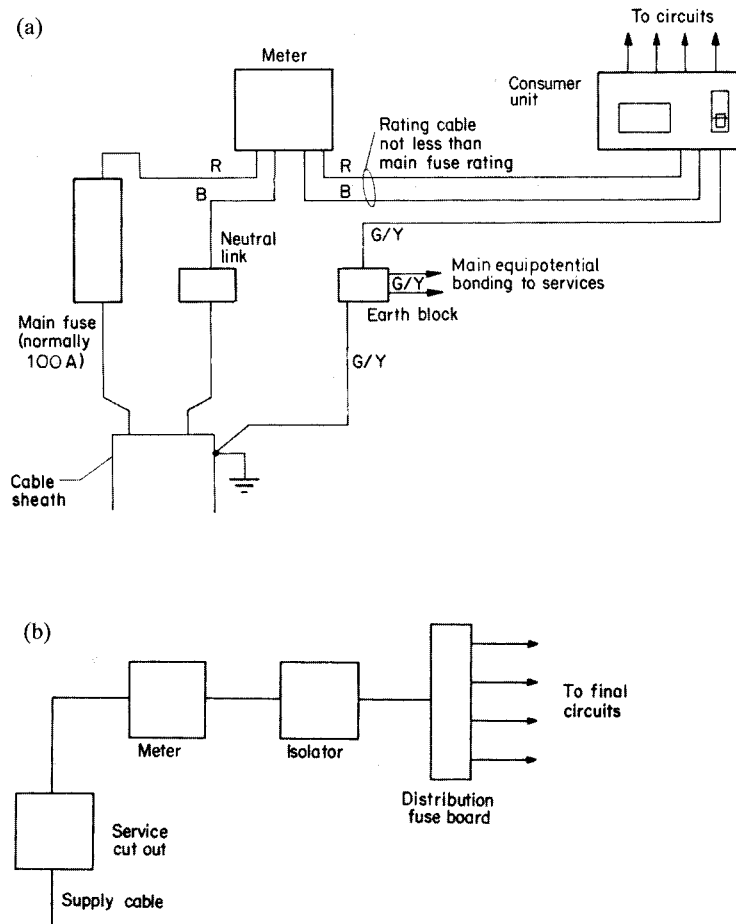 (a)
To circuits
Meter
Consumer
unit
Rating cable
not less than
main fuse rating
R
R
B
B
G/Y
Neutral
link
Main equipotential
bonding to services
G/Y
Earth block
Main fuse
(normally
100A)
G/Y
Cable
sheath
(b)
To final
circuits
Meter
Isolator
Distribution
fuse board
Service
cut out
Supply cable